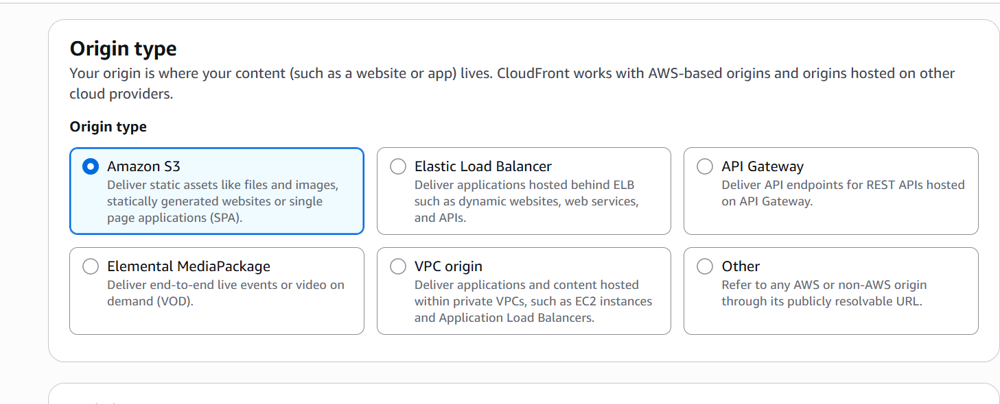 Origin type
Your origin is where your content (such as a website or app) lives. CloudFront works with AWS-based origins and origins hosted on other
cloud providers.
Origin type
Amazon S3
Deliver static assets like files and images,
statically generated websites or single
page applications (SPA).
Elastic Load Balancer
Deliver applications hosted behind ELB
such as dynamic websites, web services,
and APIs.
API Gateway
Deliver API endpoints for REST APIs hosted
on API Gateway.
Elemental MediaPackage
Deliver end-to-end live events or video on
demand (VOD).
VPC origin
Deliver applications and content hosted
within private VPCs, such as EC2 instances
and Application Load Balancers.
Other
Refer to any AWS or non-AWS origin
through its publicly resolvable URL.